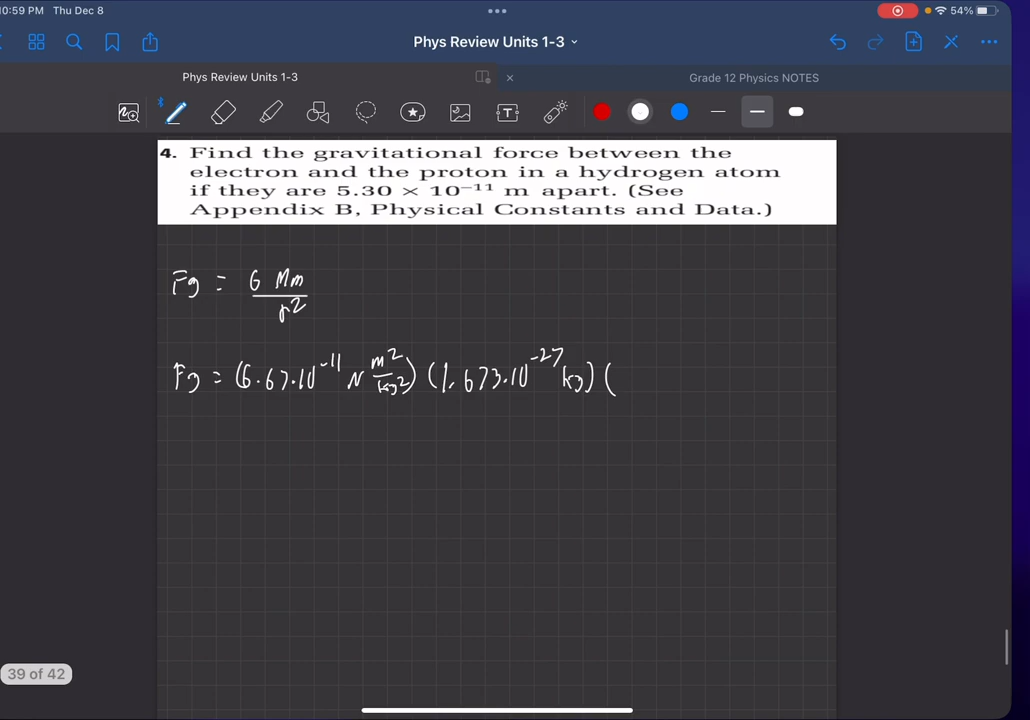 10:59 PM Thu Dec 8
54%
Phys Review Units 1-3
Phys Review Units 1-3
Grade 12 Physics NOTES
4. Find the gravitational force between the
electron and the proton in a hydrogen atom
if they are 5.30 × 10⁻¹¹ m apart. (See
Appendix B, Physical Constants and Data.)
Fg = G Mm / r²
Fg = (6.67·10⁻¹¹ N m²/kg²) (1.673·10⁻²⁷ kg) (
39 of 42